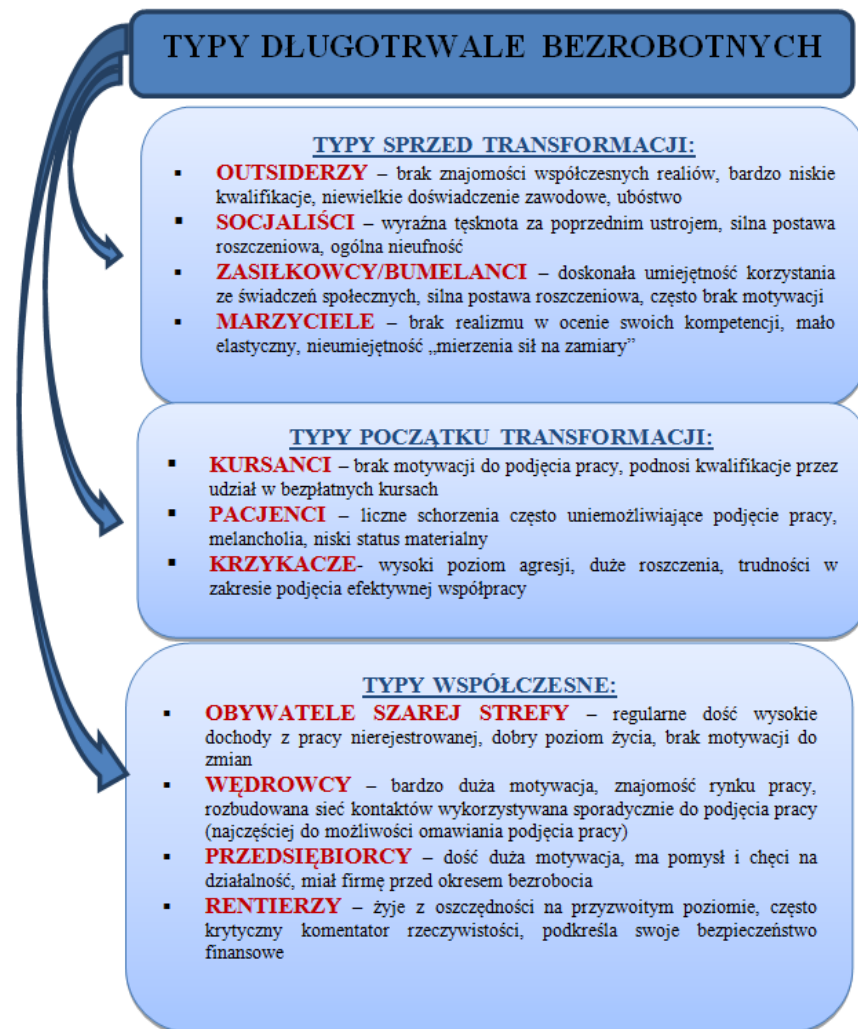 TYPY DŁUGOTRWALE BEZROBOTNYCH
TYPY SPRZED TRANSFORMACJI:
▪ OUTSIDERZY – brak znajomości współczesnych realiów, bardzo niskie
kwalifikacje, niewielkie doświadczenie zawodowe, ubóstwo
▪ SOCJALIŚCI – wyraźna tęsknota za poprzednim ustrojem, silna postawa
roszczeniowa, ogólna nieufność
▪ ZASIŁKOWCY/BUMELANCI – doskonała umiejętność korzystania
ze świadczeń społecznych, silna postawa roszczeniowa, często brak motywacji
▪ MARZYCIELE – brak realizmu w ocenie swoich kompetencji, mało
elastyczny, nieumiejętność „mierzenia sił na zamiary”
TYPY POCZĄTKU TRANSFORMACJI:
▪ KURSANCI – brak motywacji do podjęcia pracy, podnosi kwalifikacje przez
udział w bezpłatnych kursach
▪ PACJENCI – liczne schorzenia często uniemożliwiające podjęcie pracy,
melancholia, niski status materialny
▪ KRZYKACZE- wysoki poziom agresji, duże roszczenia, trudności w
zakresie podjęcia efektywnej współpracy
TYPY WSPÓŁCZESNE:
▪ OBYWATELE SZAREJ STREFY – regularne dość wysokie
dochody z pracy nierejestrowanej, dobry poziom życia, brak motywacji do
zmian
▪ WĘDROWCY – bardzo duża motywacja, znajomość rynku pracy,
rozbudowana sieć kontaktów wykorzystywana sporadycznie do podjęcia pracy
(najczęściej do możliwości omawiania podjęcia pracy)
▪ PRZEDSIĘBIORCY – dość duża motywacja, ma pomysł i chęci na
działalność, miał firmę przed okresem bezrobocia
▪ RENTIERZY – żyje z oszczędności na przyzwoitym poziomie, często
krytyczny komentator rzeczywistości, podkreśla swoje bezpieczeństwo
finansowe